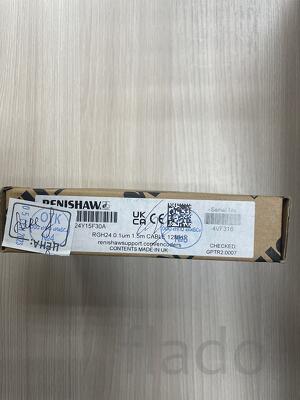 RENISHAW
24Y15F30A
UK
CA
CE
Serial No
4VF316
ОТК
ЦЕНА:
RGH24 0.1um 1.5m CABLE 12MHz
renishawsupport.com/encoders
CONTENTS MADE IN UK
CHECKED:
GPTR2.0007